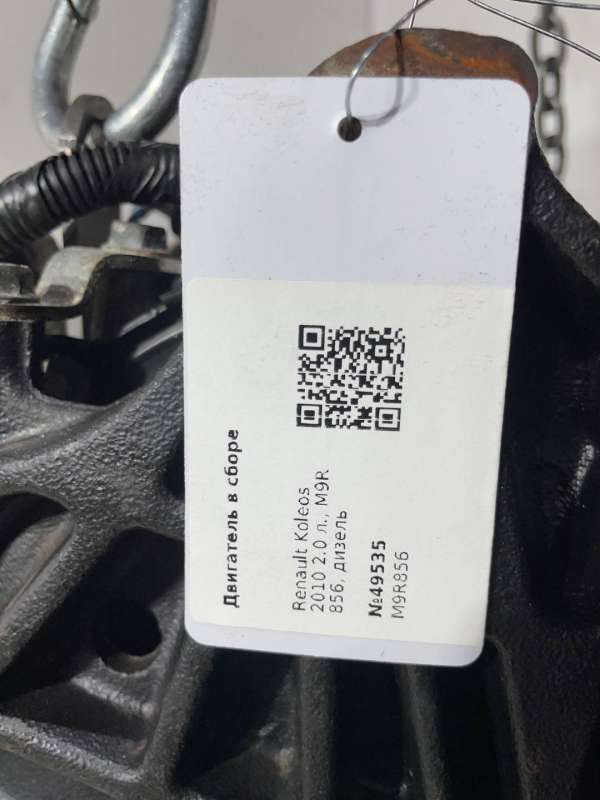 Двигатель в сборе
Renault Koleos
2010 2.0 л., M9R
856, дизель
№49535
M9R856